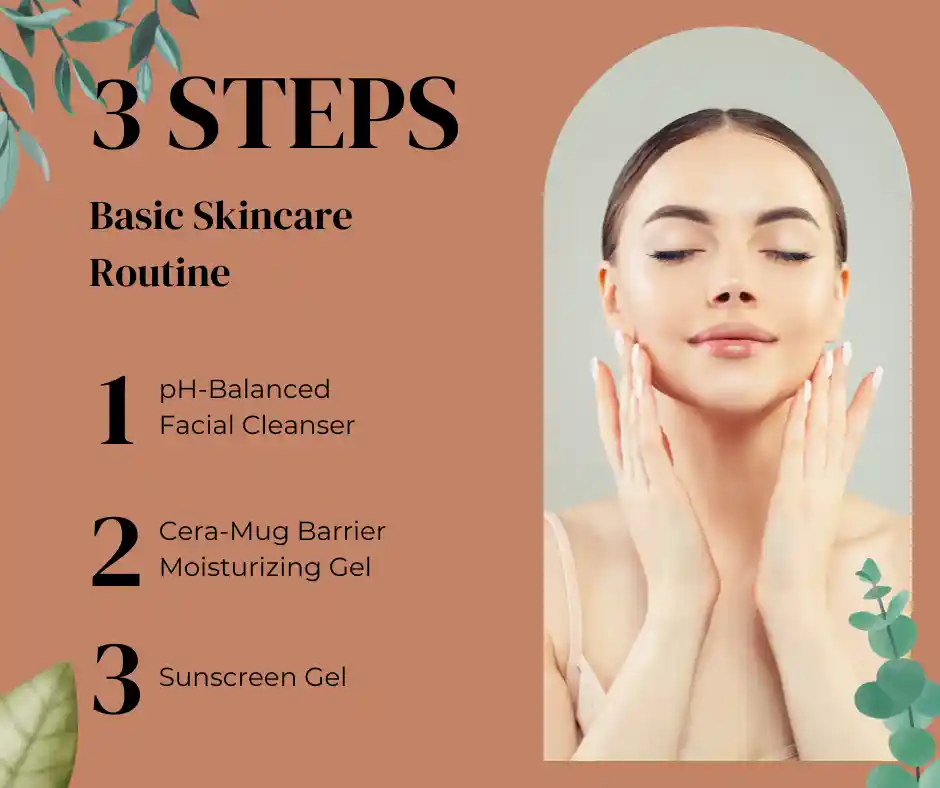 3 STEPS
Basic Skincare
Routine
1
pH-Balanced
Facial Cleanser
2
Cera-Mug Barrier
Moisturizing Gel
3
Sunscreen Gel